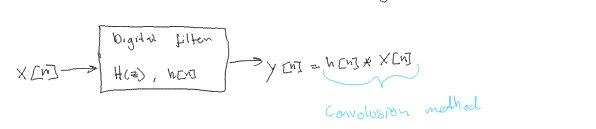 Digital filter
X[n]
H(z), h[n]
Y[n] = h[n] * X[n]
Convolusion method